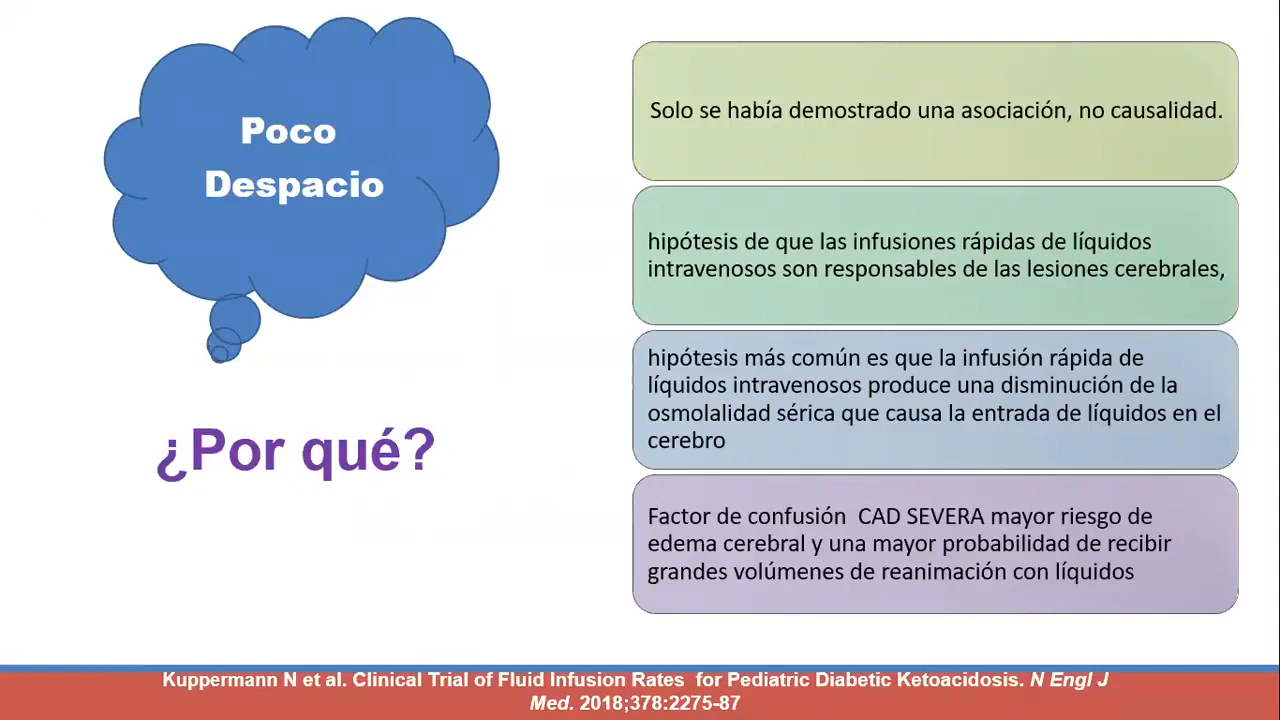 Poco
Despacio
¿Por qué?
Solo se había demostrado una asociación, no causalidad.
hipótesis de que las infusiones rápidas de líquidos
intravenosos son responsables de las lesiones cerebrales,
hipótesis más común es que la infusión rápida de
líquidos intravenosos produce una disminución de la
osmolalidad sérica que causa la entrada de líquidos en el
cerebro
Factor de confusión  CAD SEVERA mayor riesgo de
edema cerebral y una mayor probabilidad de recibir
grandes volúmenes de reanimación con líquidos
Kuppermann N et al. Clinical Trial of Fluid Infusion Rates  for Pediatric Diabetic Ketoacidosis. N Engl J
Med. 2018;378:2275-87